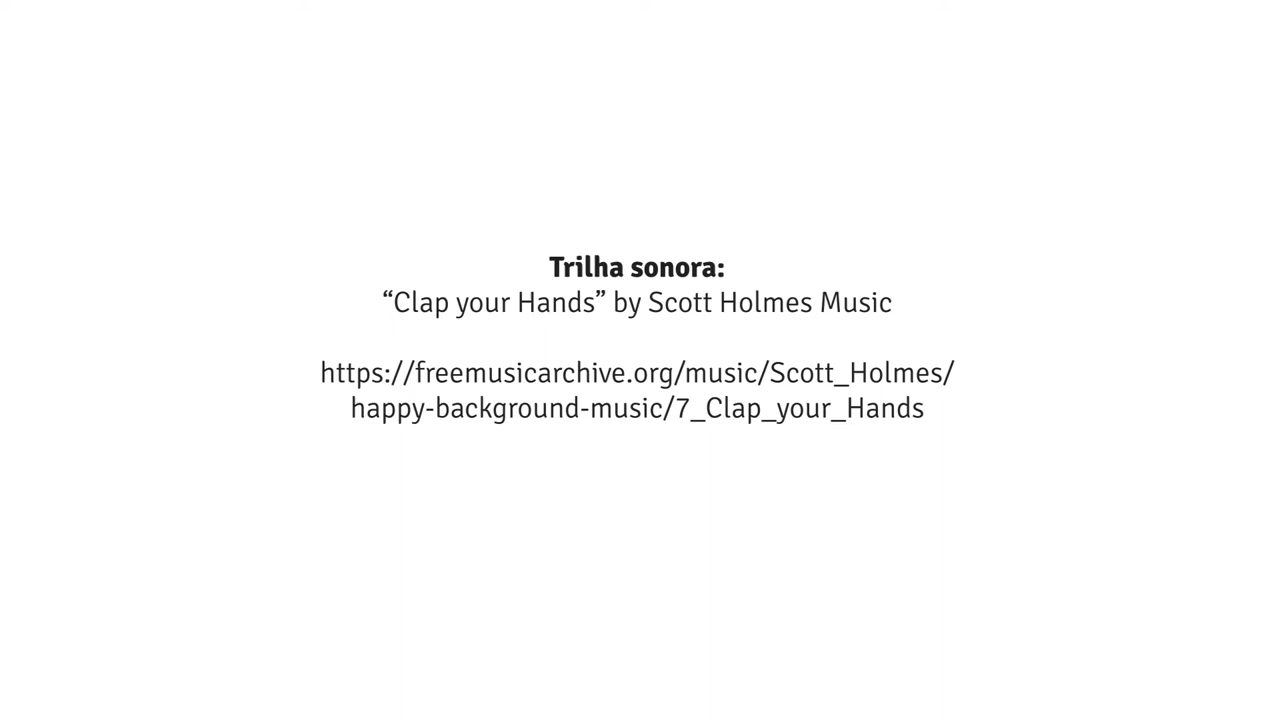 Trilha sonora:
“Clap your Hands” by Scott Holmes Music
https://freemusicarchive.org/music/Scott_Holmes/
happy-background-music/7_Clap_your_Hands